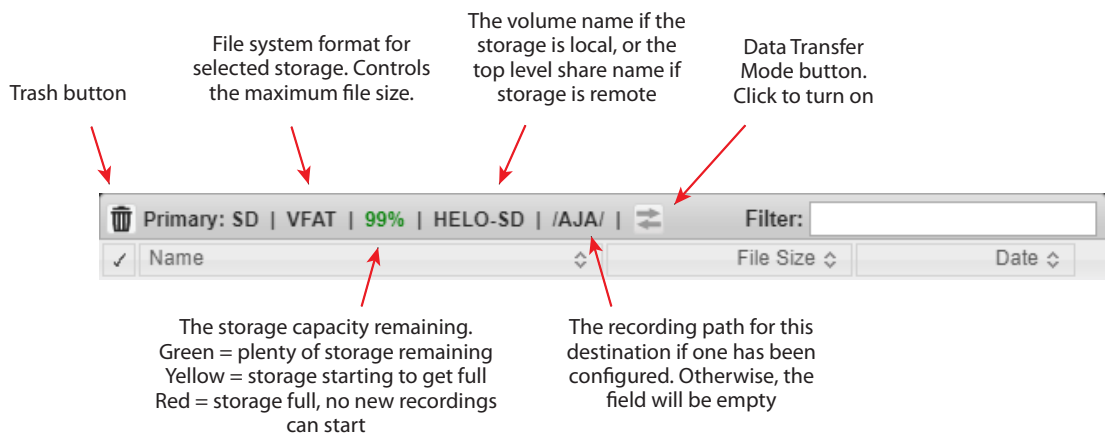 Trash button
File system format for
selected storage. Controls
the maximum file size.
The volume name if the
storage is local, or the
top level share name if
storage is remote
Data Transfer
Mode button.
Click to turn on
Primary: SD | VFAT | 99% | HELO-SD | /AJA/ |
Filter:
Name
File Size
Date
The storage capacity remaining.
Green = plenty of storage remaining
Yellow = storage starting to get full
Red = storage full, no new recordings
can start
The recording path for this
destination if one has been
configured. Otherwise, the
field will be empty